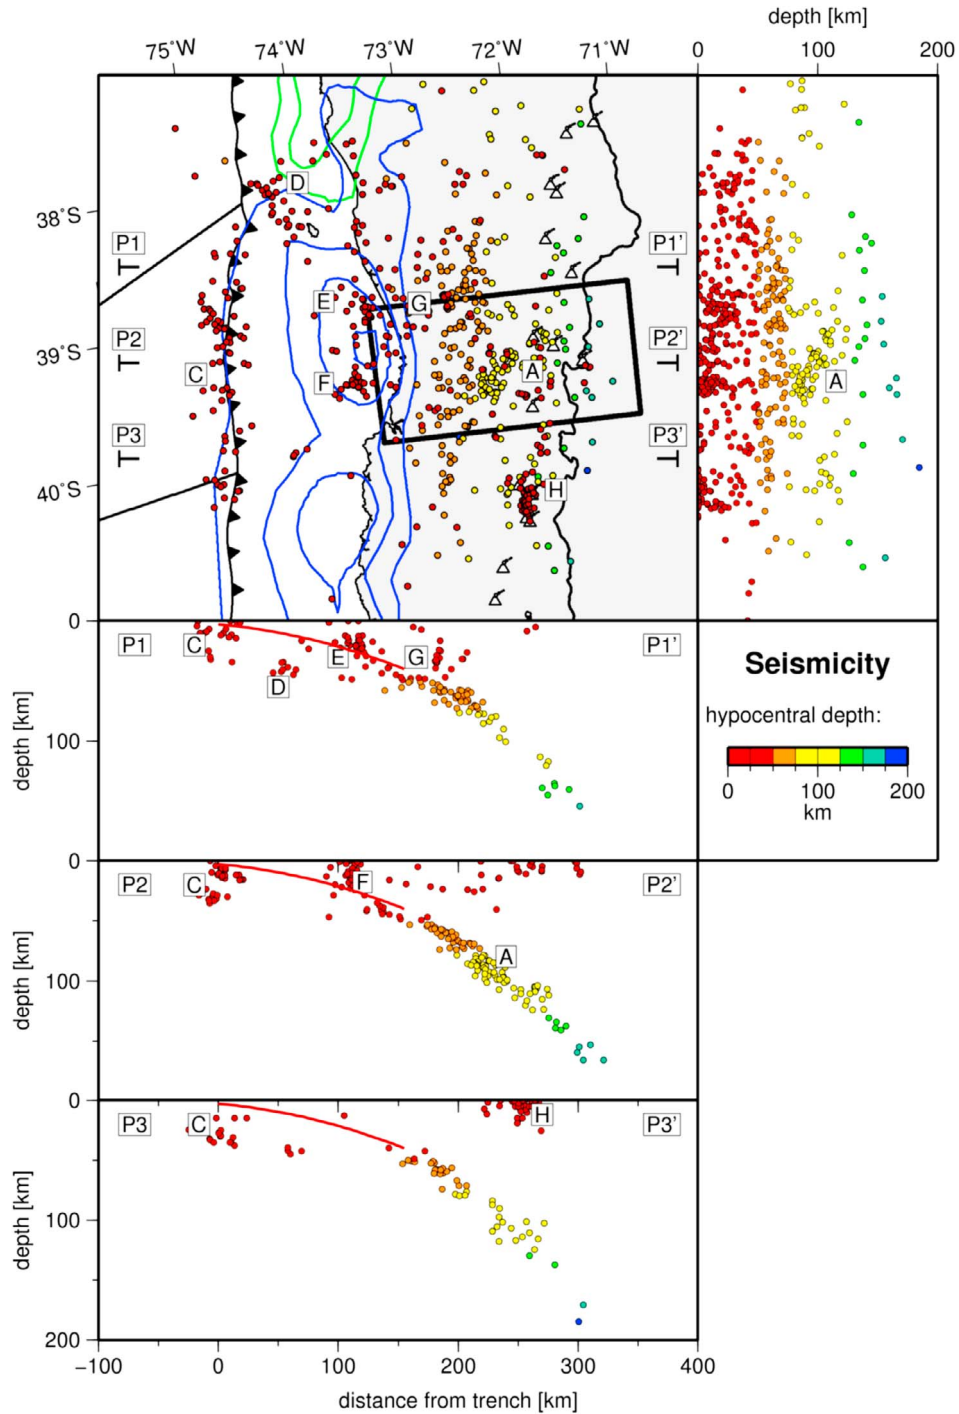 depth [km]
75°W 74°W 73°W 72°W 71°W 0 100 200
D
38°S
P1 P1'
E G
P2 39°S P2'
C F A A
P3 P3'
40°S H
0
P1 C E G P1'
D
depth [km]
100
Seismicity
hypocentral depth:
0 100 200
km
0
P2 C F P2'
A
depth [km]
100
0
P3 C H P3'
depth [km]
100
200
−100 0 100 200 300 400
distance from trench [km]